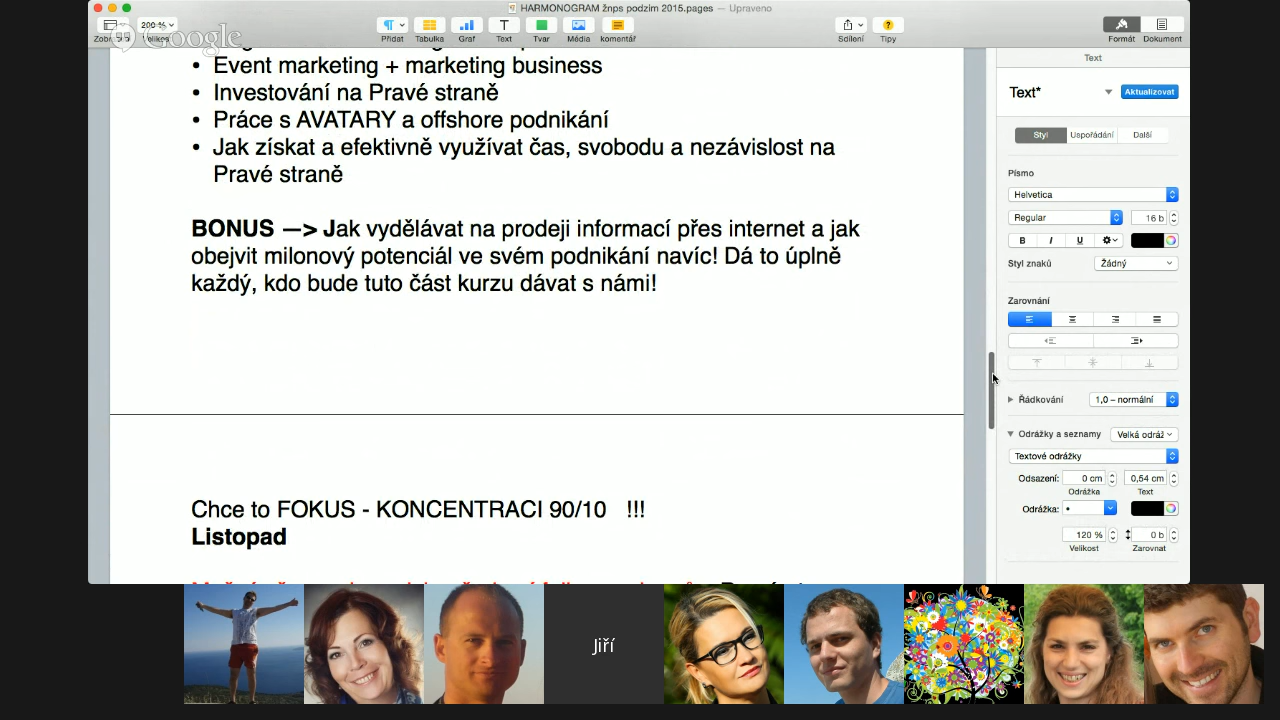 HARMONOGRAM žnps podzim 2015.pages — Upraveno
200 %
Google
Přidat
Tabulka
Graf
Text
Tvar
Média
komentář
Sdílení
Tipy
Formát
Dokument
• Event marketing + marketing business
• Investování na Pravé straně
• Práce s AVATARY a offshore podnikání
• Jak získat a efektivně využívat čas, svobodu a nezávislost na
Pravé straně
BONUS —> Jak vydělávat na prodeji informací přes internet a jak
obejvit milonový potenciál ve svém podnikání navíc! Dá to úplně
každý, kdo bude tuto část kurzu dávat s námi!
Chce to FOKUS - KONCENTRACI 90/10 !!!
Listopad
Text
Text*
Aktualizovat
Styl
Uspořádání
Další
Písmo
Helvetica
Regular
16 b
B I U
Styl znaků
Žádný
Zarovnání
Řádkování
1,0 – normální
Odrážky a seznamy
Velká odráž
Textové odrážky
Odsazení:
0 cm
0,54 cm
Odrážka
Text
Odrážka:
•
120 %
0 b
Velikost
Zarovnat
Jiří